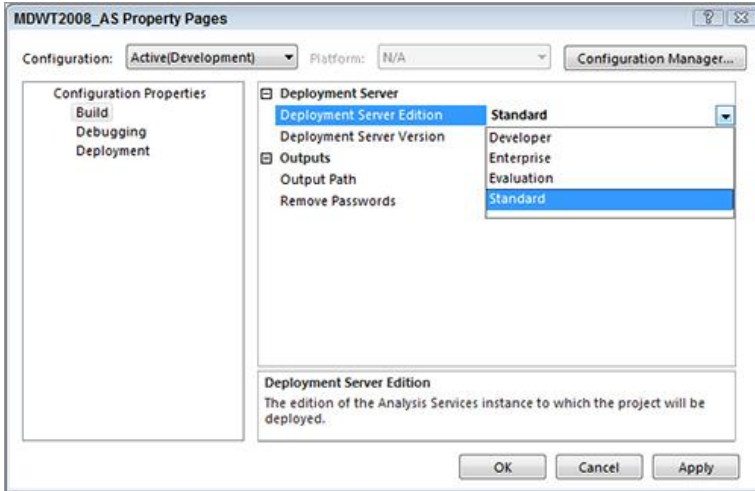 MDWT2008_AS Property Pages
Configuration: Active(Development) Platform: N/A Configuration Manager...
Configuration Properties
Build
Debugging
Deployment
Deployment Server
Deployment Server Edition Standard
Deployment Server Version
Outputs
Output Path
Remove Passwords
Developer
Enterprise
Evaluation
Standard
Deployment Server Edition
The edition of the Analysis Services instance to which the project will be
deployed.
OK Cancel Apply